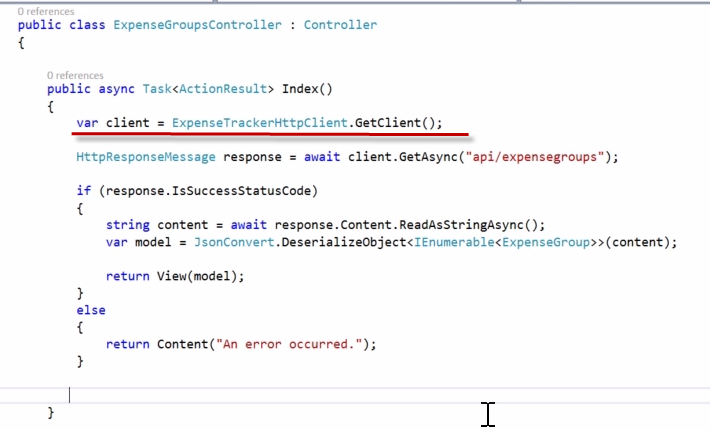 0 references
public class ExpenseGroupsController : Controller
{
0 references
public async Task<ActionResult> Index()
{
var client = ExpenseTrackerHttpClient.GetClient();
HttpResponseMessage response = await client.GetAsync("api/expensegroups");
if (response.IsSuccessStatusCode)
{
string content = await response.Content.ReadAsStringAsync();
var model = JsonConvert.DeserializeObject<IEnumerable<ExpenseGroup>>(content);
return View(model);
}
else
{
return Content("An error occurred.");
}
}